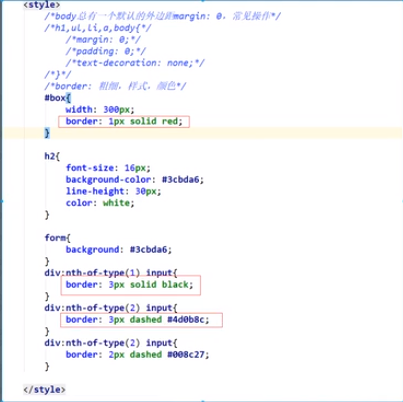 <style>
/*body总有一个默认的外边距margin: 0，常见操作*/
/*h1,ul,li,a,body{*/
/*margin: 0;*/
/*padding: 0;*/
/*text-decoration: none;*/
/*}*/
/*border: 粗细，样式，颜色*/
#box{
width: 300px;
border: 1px solid red;
}
h2{
font-size: 16px;
background-color: #3cbda6;
line-height: 30px;
color: white;
}
form{
background: #3cbda6;
}
div:nth-of-type(1) input{
border: 3px solid black;
}
div:nth-of-type(2) input{
border: 3px dashed #4d0b8c;
}
div:nth-of-type(2) input{
border: 2px dashed #008c27;
}
</style>